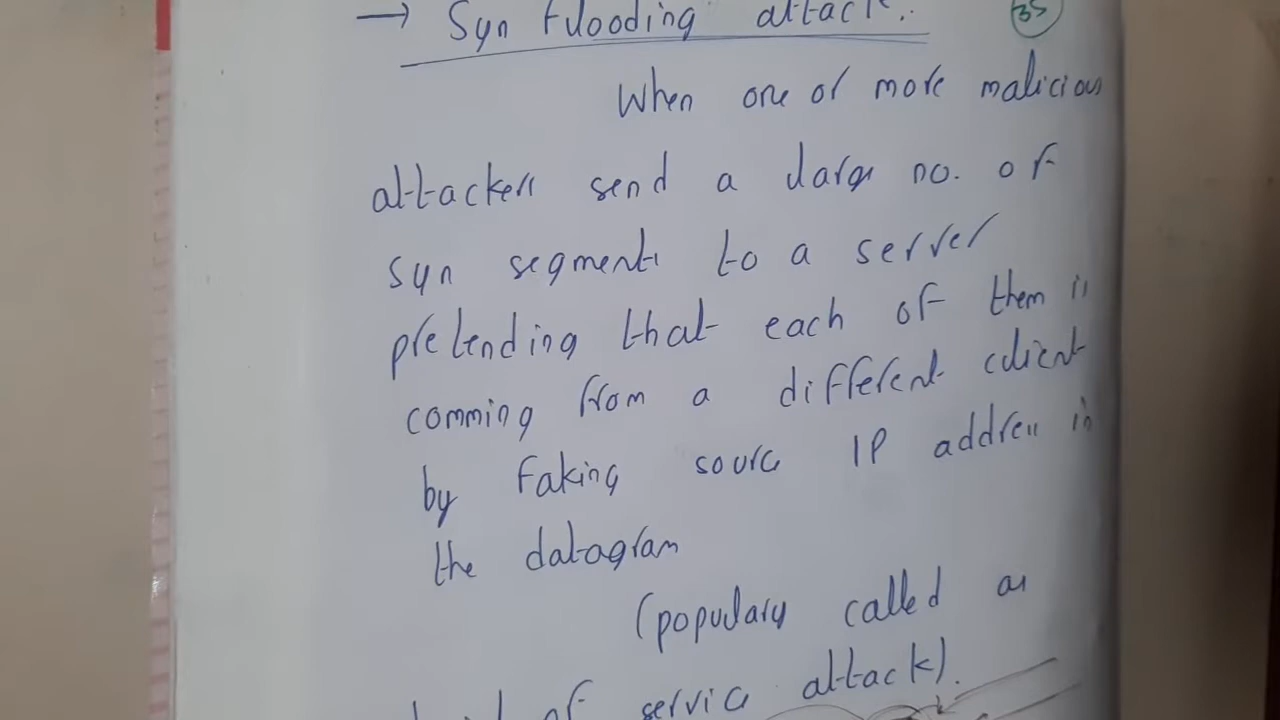 → Syn flooding attack.: 35
When one or more malicious
attackers send a large no. of
syn segments to a server
pretending that each of them is
comming from a different client
by faking source IP address in
the datagram
(populary called as
of service attack).